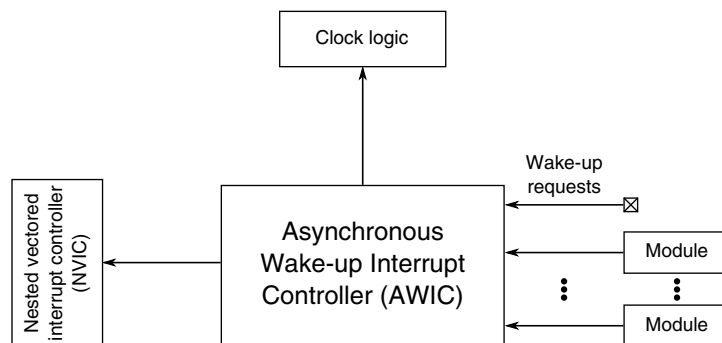 Clock logic
Wake-up
requests
Nested vectored
interrupt controller
(NVIC)
Asynchronous
Wake-up Interrupt
Controller (AWIC)
Module
Module